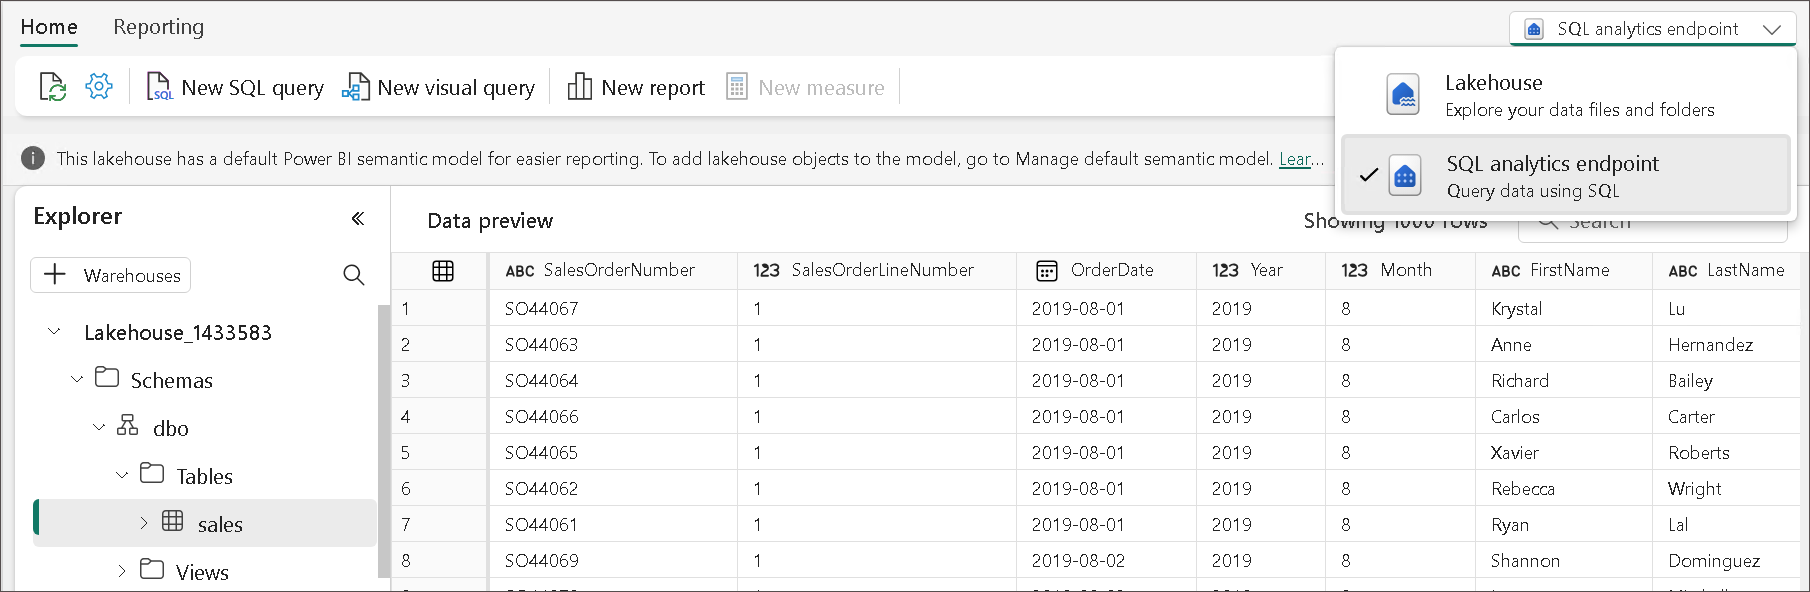 Home Reporting SQL analytics endpoint
SQL New SQL query New visual query New report New measure
Lakehouse
Explore your data files and folders
This lakehouse has a default Power BI semantic model for easier reporting. To add lakehouse objects to the model, go to Manage default semantic model. Lear...
SQL analytics endpoint
Query data using SQL
Explorer
Data preview Showing 1000 rows Search
Warehouses
ABC SalesOrderNumber 123 SalesOrderLineNumber OrderDate 123 Year 123 Month ABC FirstName ABC LastName
1 SO44067 1 2019-08-01 2019 8 Krystal Lu
Lakehouse_1433583
2 SO44063 1 2019-08-01 2019 8 Anne Hernandez
Schemas
3 SO44064 1 2019-08-01 2019 8 Richard Bailey
dbo
4 SO44066 1 2019-08-01 2019 8 Carlos Carter
Tables
5 SO44065 1 2019-08-01 2019 8 Xavier Roberts
sales
6 SO44062 1 2019-08-01 2019 8 Rebecca Wright
Views
7 SO44061 1 2019-08-01 2019 8 Ryan Lal
8 SO44069 1 2019-08-02 2019 8 Shannon Dominguez